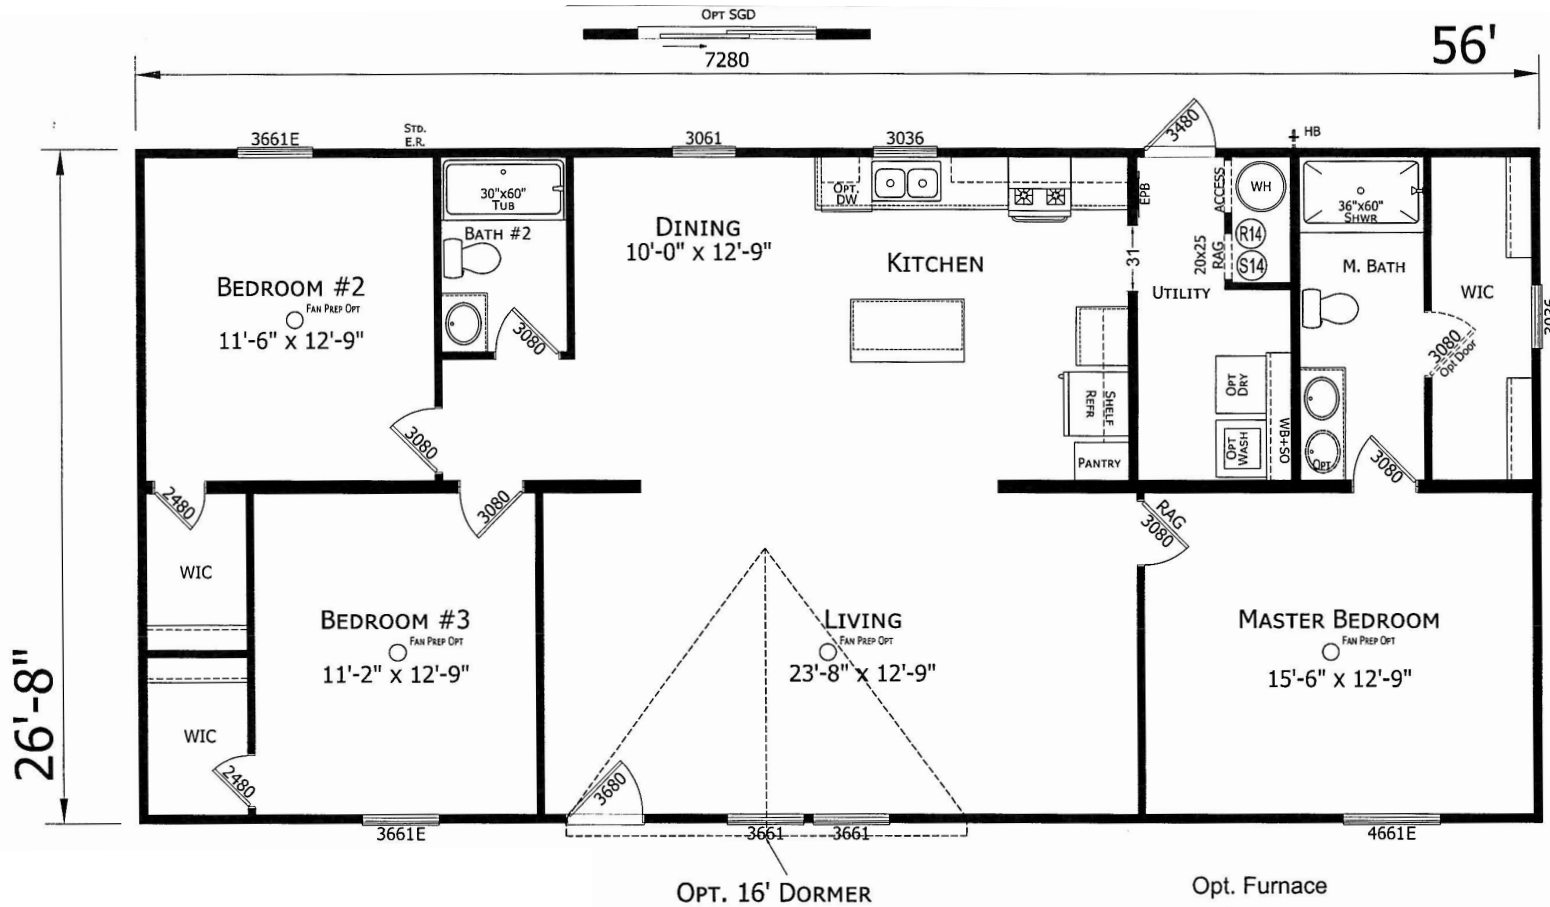 OPT SGD
7280
56'
3661E
STD.
E.R.
3061
3036
3480
HB
30"x60"
TUB
BATH #2
3080
DINING
10'-0" x 12'-9"
OPT.
DW
KITCHEN
EPB
31
ACCESS
20x25
RAG
WH
R14
S14
UTILITY
36"x60"
SHWR
M. BATH
WIC
3036
3080
Opt Door
BEDROOM #2
FAN PREP OPT
11'-6" x 12'-9"
3080
REFR
SHELF
PANTRY
OPT
DRY
OPT
WASH
WB+SO
OPT
3080
2480
3080
RAG
3080
WIC
BEDROOM #3
FAN PREP OPT
11'-2" x 12'-9"
LIVING
FAN PREP OPT
23'-8" x 12'-9"
MASTER BEDROOM
FAN PREP OPT
15'-6" x 12'-9"
26'-8"
WIC
2480
3680
3661E
3661
3661
4661E
OPT. 16' DORMER
Opt. Furnace